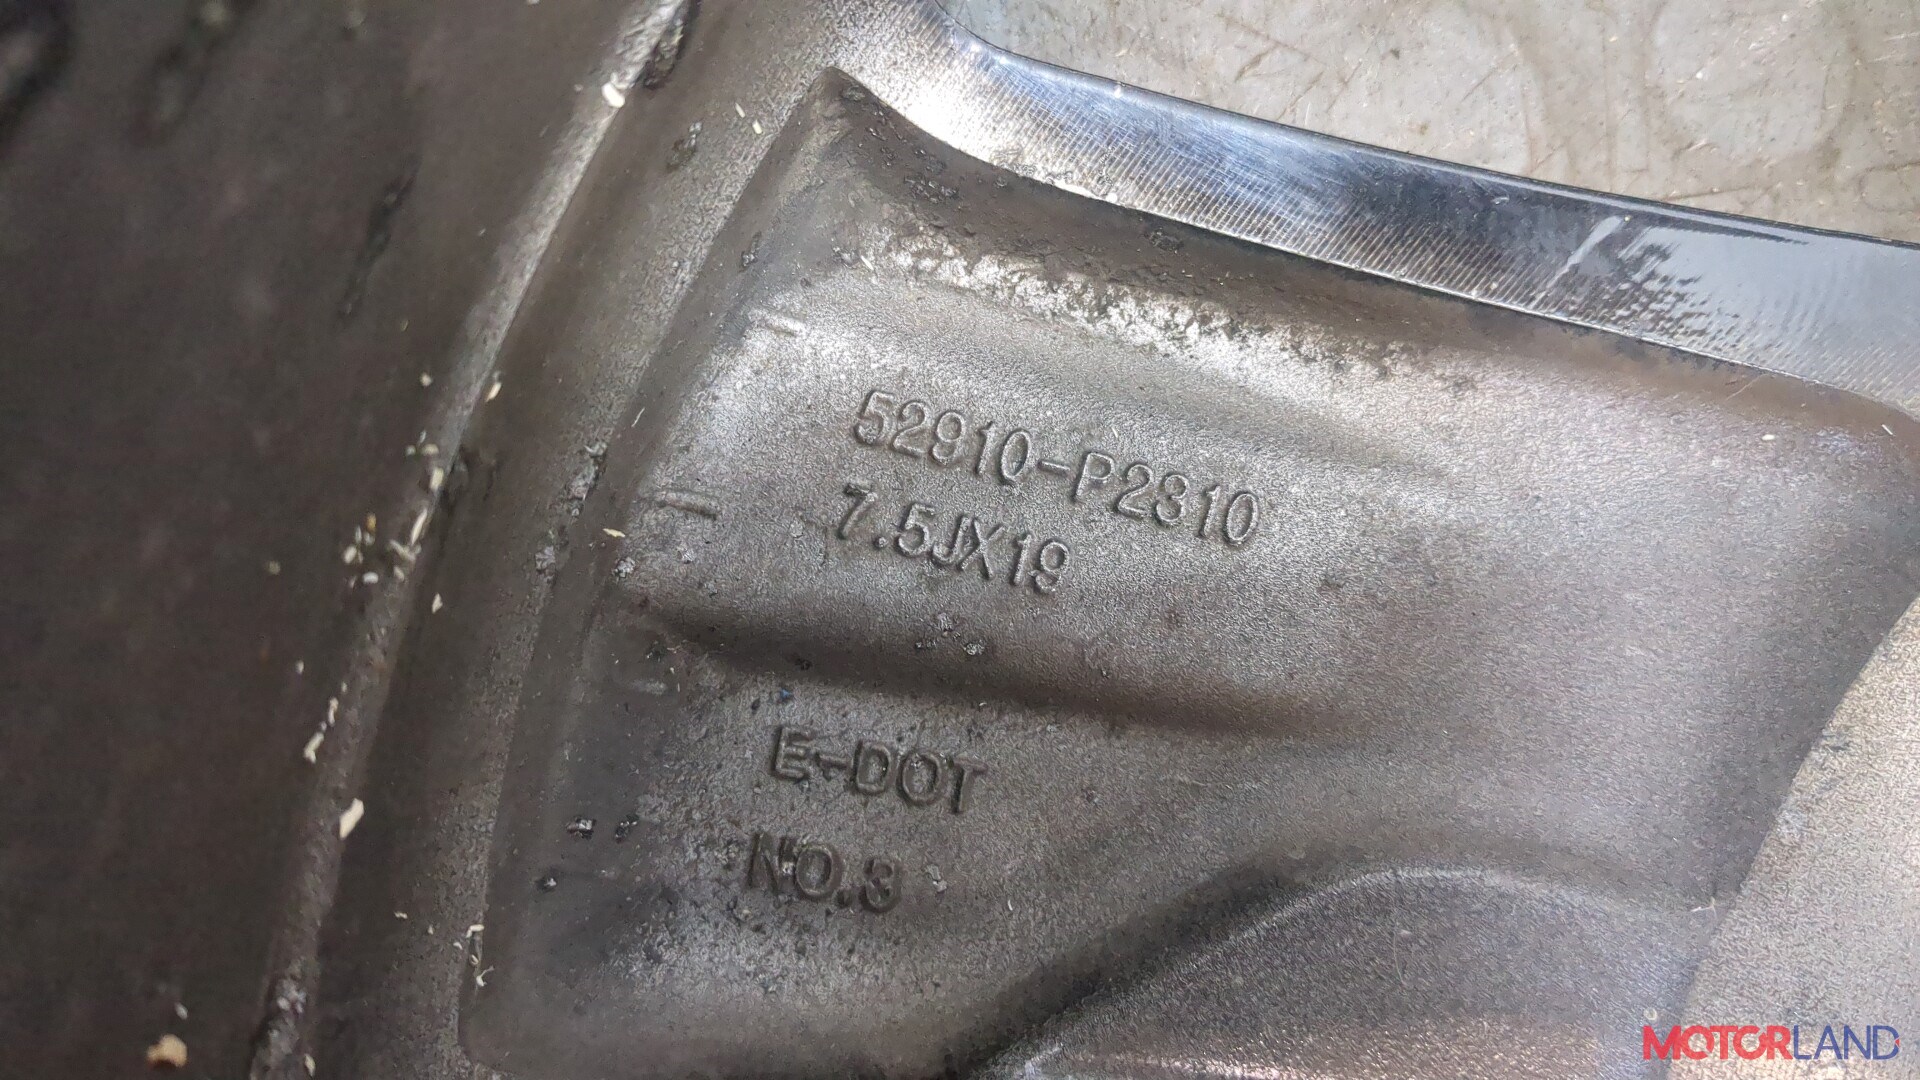 52910-P2310
7.5JX19
E-DOT
NO.3
MOTORLAND